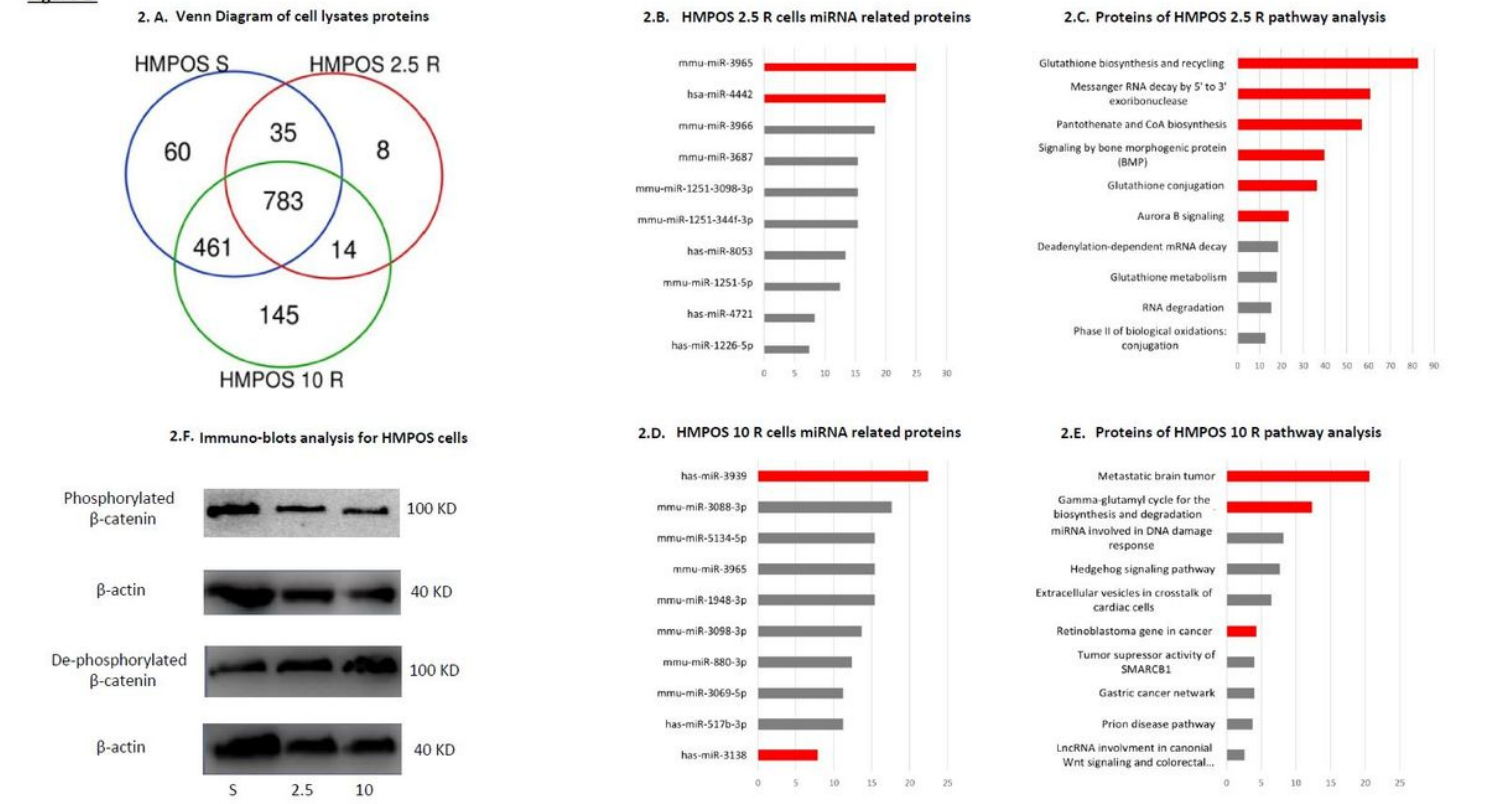 2. A. Venn Diagram of cell lysates proteins
HMPOS S
HMPOS 2.5 R
35
60
8
783
461
14
145
HMPOS 10 R
2.B. HMPOS 2.5 R cells miRNA related proteins
mmu-miR-3965
hsa-miR-4442
mmu-miR-3966
mmu-miR-3687
mmu-miR-1251-3098-3p
mmu-miR-1251-344f-3p
has-miR-8053
mmu-miR-1251-5p
has-miR-4721
has-miR-1226-5p
0 5 10 15 20 25 30
2.C. Proteins of HMPOS 2.5 R pathway analysis
Glutathione biosynthesis and recycling
Messanger RNA decay by 5' to 3'
exoribonuclease
Pantothenate and CoA biosynthesis
Signaling by bone morphogenic protein
(BMP)
Glutathione conjugation
Aurora B signaling
Deadenylation-dependent mRNA decay
Glutathione metabolism
RNA degradation
Phase II of biological oxidations:
conjugation
0 10 20 30 40 50 60 70 80 90
2.F. Immuno-blots analysis for HMPOS cells
Phosphorylated
β-catenin
100 KD
β-actin
40 KD
De-phosphorylated
β-catenin
100 KD
β-actin
40 KD
S 2.5 10
2.D. HMPOS 10 R cells miRNA related proteins
has-miR-3939
mmu-miR-3088-3p
mmu-miR-5134-5p
mmu-miR-3965
mmu-miR-1948-3p
mmu-miR-3098-3p
mmu-miR-880-3p
mmu-miR-3069-5p
has-miR-517b-3p
has-miR-3138
0 5 10 15 20 25
2.E. Proteins of HMPOS 10 R pathway analysis
Metastatic brain tumor
Gamma-glutamyl cycle for the
biosynthesis and degradation
miRNA involved in DNA damage
response
Hedgehog signaling pathway
Extracellular vesicles in crosstalk of
cardiac cells
Retinoblastoma gene in cancer
Tumor supressor activity of
SMARCB1
Gastric cancer network
Prion disease pathway
LncRNA involvment in canonial
Wnt signaling and colorectal...
0 5 10 15 20 25